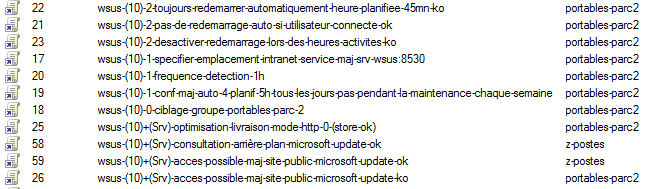 22 wsus-(10)-2-toujours-redemarrer-automatiquement-heure-planifiee-45mn-ko portables-parc2
21 wsus-(10)-2-pas-de-redemarrage-auto-si-utilisateur-connecte-ok portables-parc2
23 wsus-(10)-2-desactiver-redemarrage-lors-des-heures-activites-ko portables-parc2
17 wsus-(10)-1-specifier-emplacement-intranet-service-maj-srv-wsus:8530 portables-parc2
20 wsus-(10)-1-frequence-detection-1h portables-parc2
19 wsus-(10)-1-conf-maj-auto-4-planif-5h-tous-les-jours-pas-pendant-la-maintenance-chaque-semaine portables-parc2
18 wsus-(10)-0-ciblage-groupe-portables-parc-2 portables-parc2
25 wsus-(10)+(Srv)-optimisation-livraison-mode-http-0-(store-ok) portables-parc2
58 wsus-(10)+(Srv)-consultation-arrière-plan-microsoft-update-ok z-postes
59 wsus-(10)+(Srv)-acces-possible-maj-site-public-microsoft-update-ok z-postes
26 wsus-(10)+(Srv)-acces-possible-maj-site-public-microsoft-update-ko portables-parc2